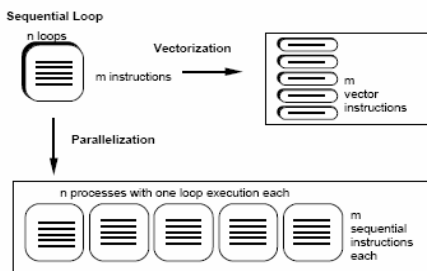 Sequential Loop
n loops
m instructions
Vectorization
m
vector
instructions
Parallelization
n processes with one loop execution each
m
sequential
instructions
each